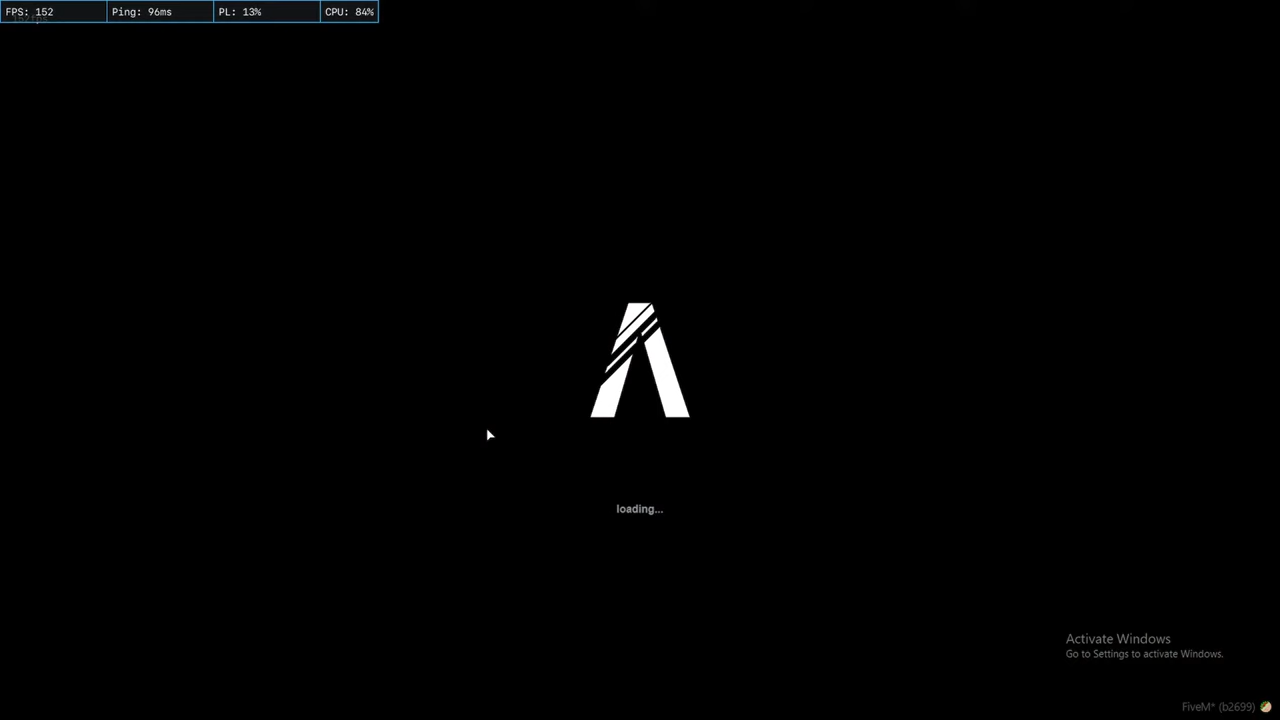 FPS: 152 Ping: 96ms PL: 13% CPU: 84%
152fps
loading...
Activate Windows
Go to Settings to activate Windows.
FiveM* (b2699)